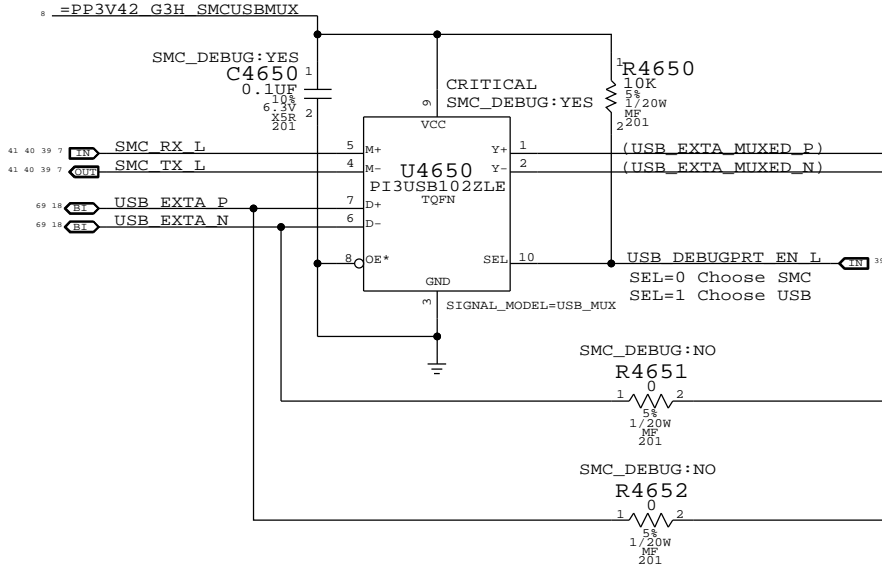 8 =PP3V42_G3H_SMCUSBMUX
SMC_DEBUG:YES
C4650 1
0.1UF
10%
6.3V
X5R 2
201
CRITICAL
SMC_DEBUG:YES
1 R4650
10K
5%
1/20W
MF
2 201
9
VCC
41 40 39 7 IN SMC_RX_L 5 M+
Y+ 1 (USB_EXTA_MUXED_P)
41 40 39 7 OUT SMC_TX_L 4 M-
Y- 2 (USB_EXTA_MUXED_N)
U4650
PI3USB102ZLE
TQFN
69 18 BI USB_EXTA_P 7 D+
69 18 BI USB_EXTA_N 6 D-
8 OE*
SEL 10 USB_DEBUGPRT_EN_L IN 39
SEL=0 Choose SMC
SEL=1 Choose USB
GND
3
SIGNAL_MODEL=USB_MUX
SMC_DEBUG:NO
R4651
0
1 2
5%
1/20W
MF
201
SMC_DEBUG:NO
R4652
0
1 2
5%
1/20W
MF
201